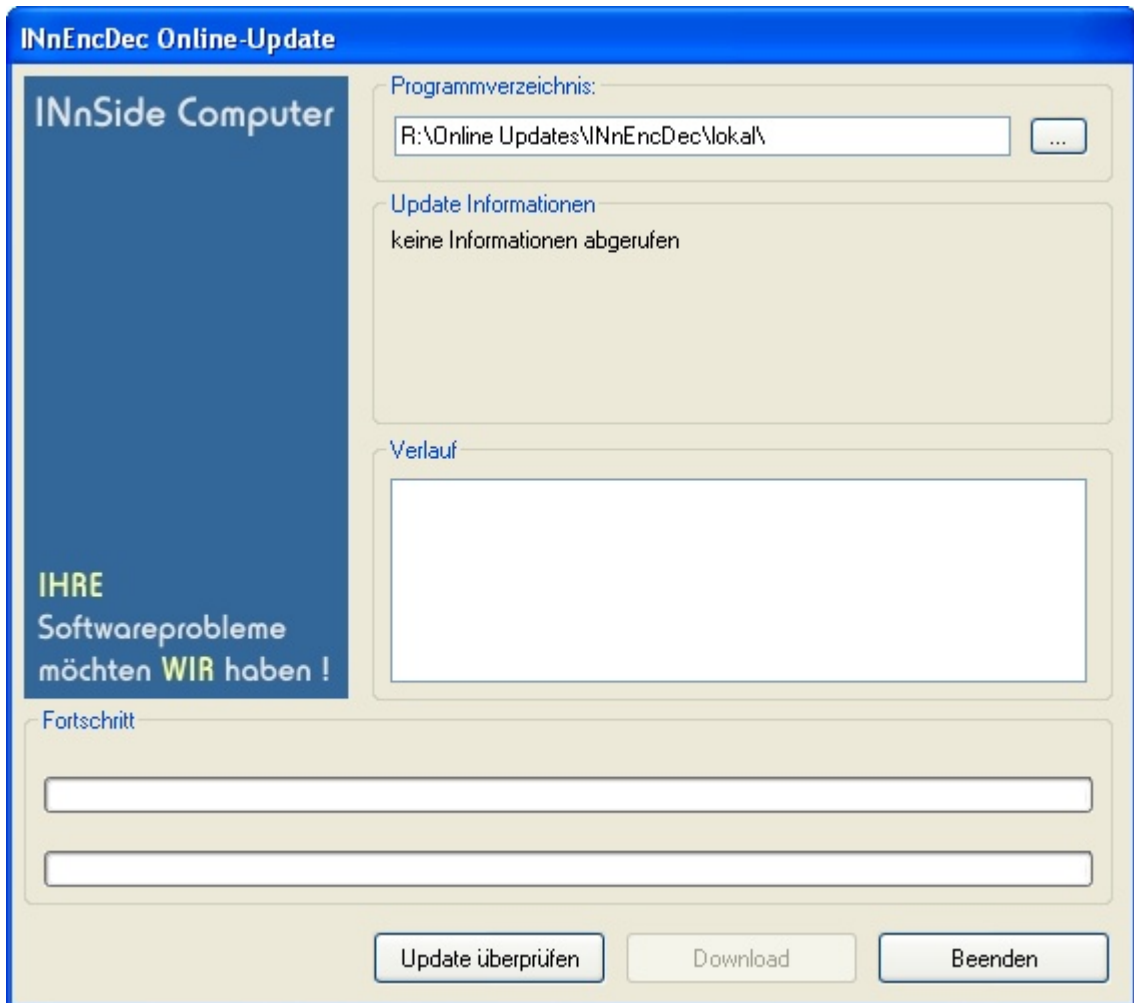 INnEncDec Online-Update
INnSide Computer
IHRE
Softwareprobleme
möchten WIR haben !
Programmverzeichnis:
R:\Online Updates\INnEncDec\lokal\
...
Update Informationen
keine Informationen abgerufen
Verlauf
Fortschritt
Update überprüfen
Download
Beenden